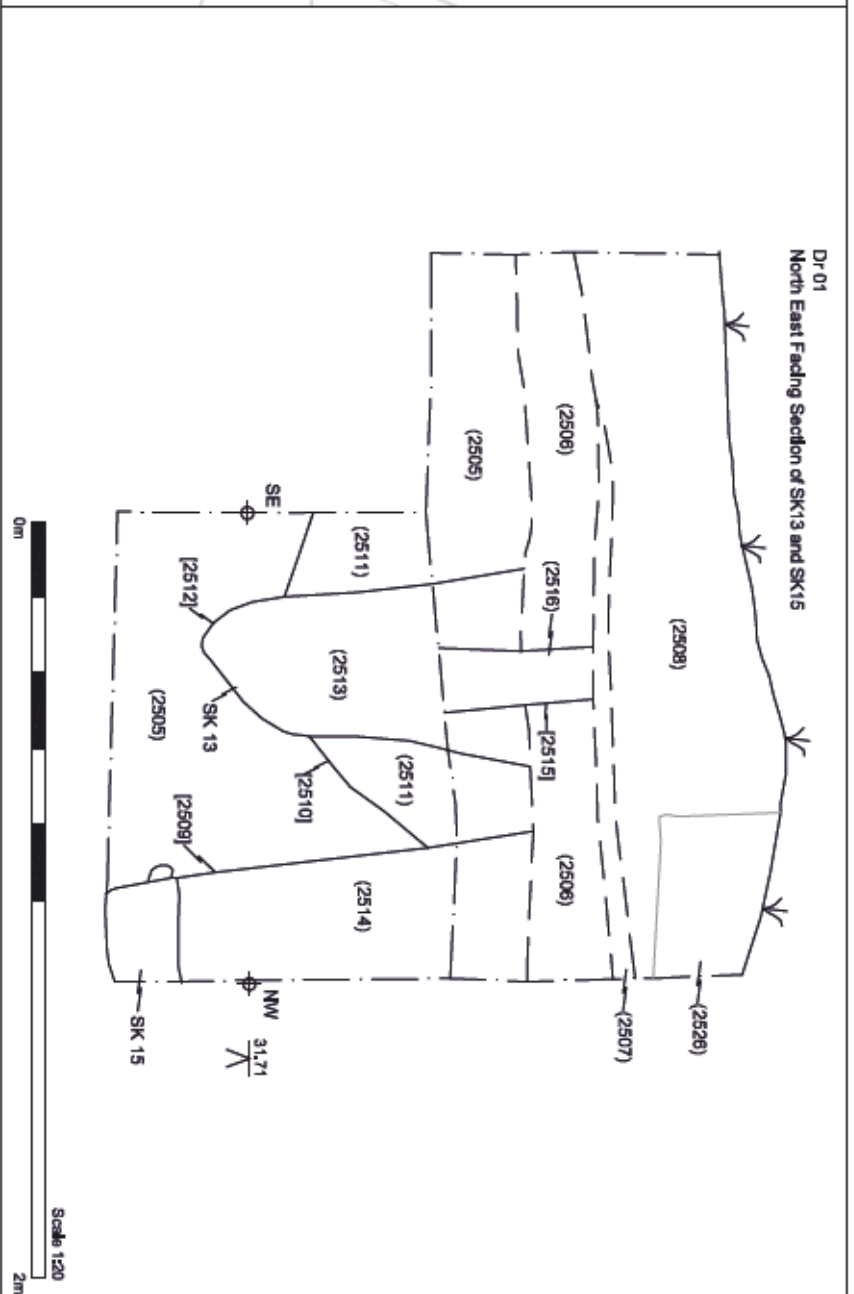 Dr 01
North East Facing Section of SK13 and SK15
(2508)
(2526)
(2507)
(2506)
(2516)
[2515]
(2506)
(2505)
SE
(2511)
[2512]
(2513)
SK 13
(2505)
(2511)
[2510]
[2509]
(2514)
NW
31.71
SK 15
0m
2m
Scale 1:20